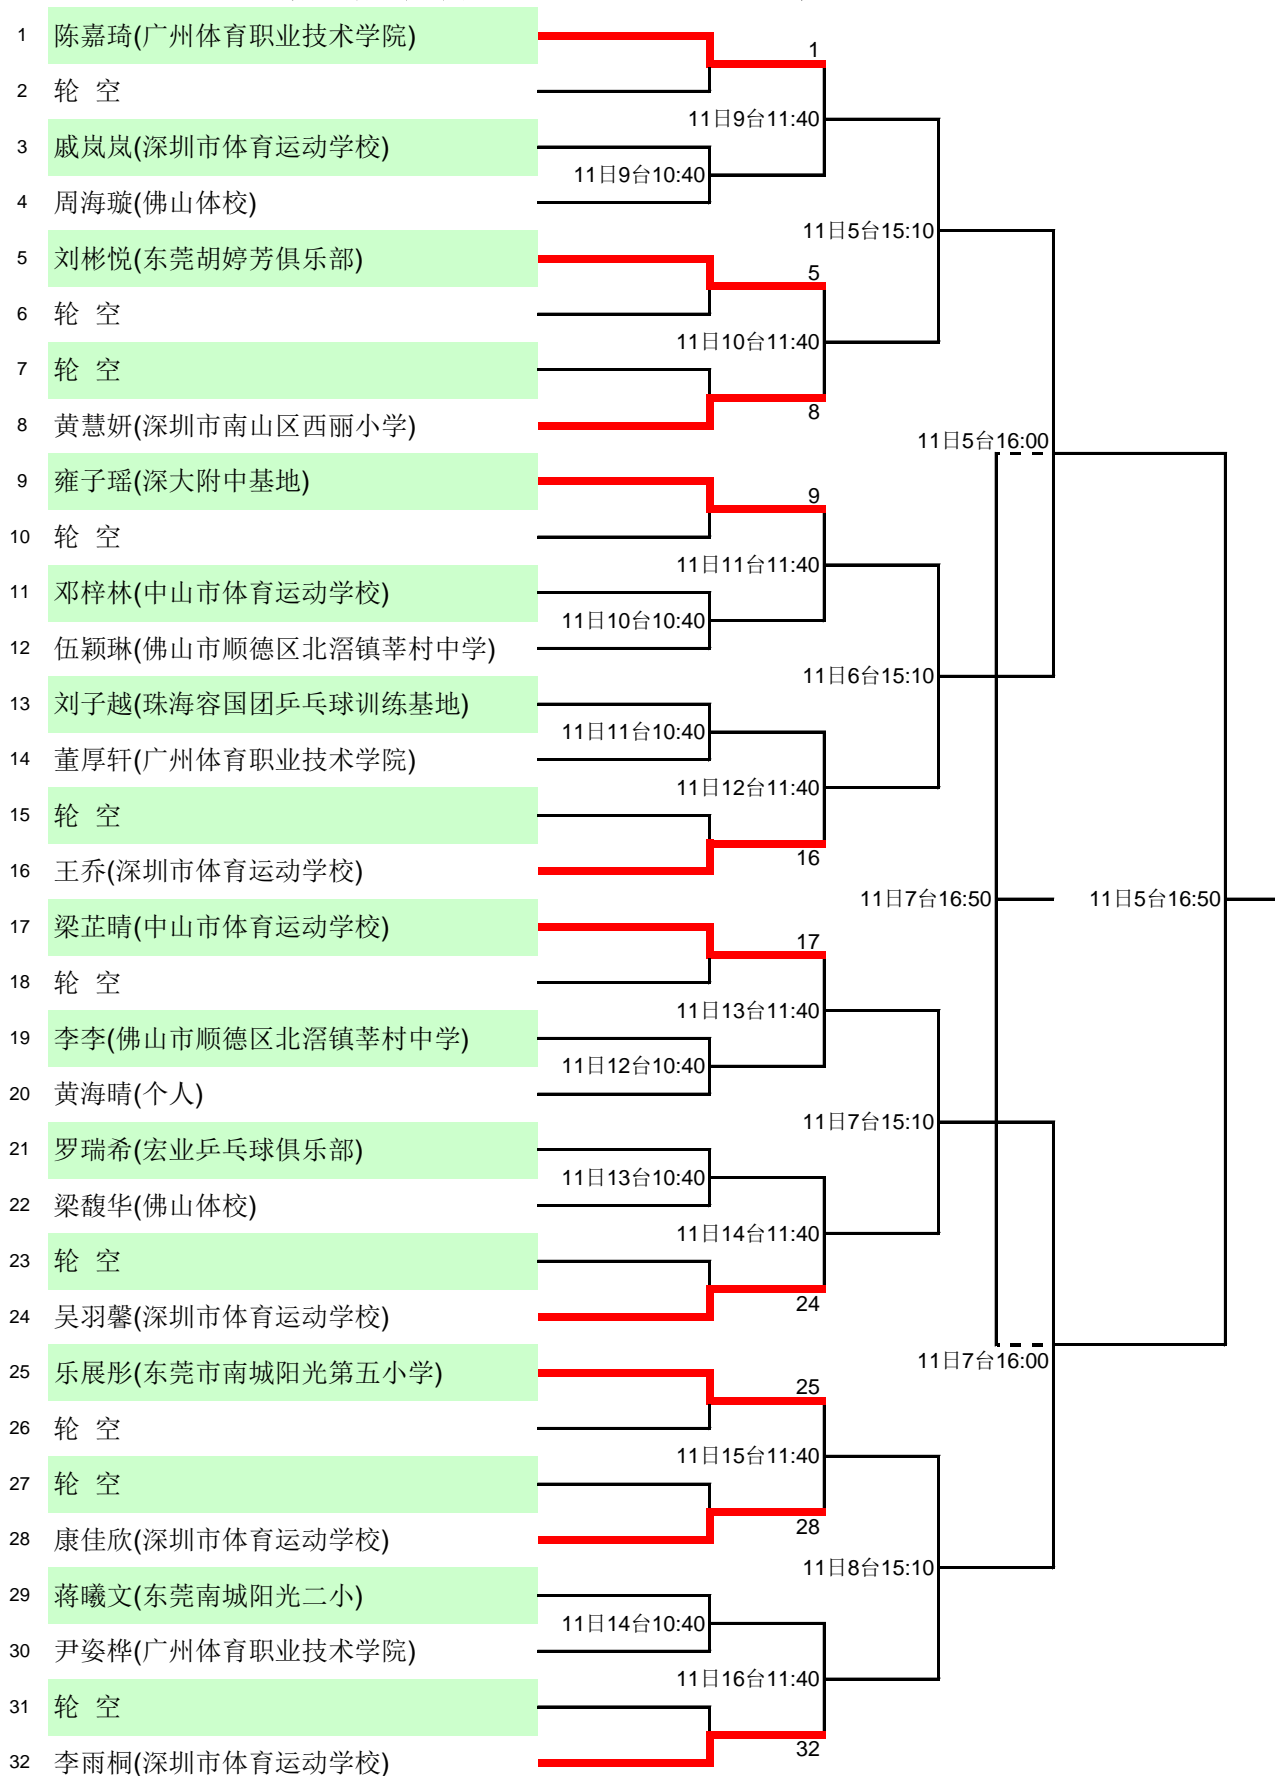 1 陈嘉琦(广州体育职业技术学院)
1
2 轮 空
11日9台11:40
3 戚岚岚(深圳市体育运动学校)
11日9台10:40
4 周海璇(佛山体校)
11日5台15:10
5 刘彬悦(东莞胡婷芳俱乐部)
5
6 轮 空
11日10台11:40
7 轮 空
8
8 黄慧妍(深圳市南山区西丽小学)
11日5台16:00
9 雍子瑶(深大附中基地)
9
10 轮 空
11日11台11:40
11 邓梓林(中山市体育运动学校)
11日10台10:40
12 伍颖琳(佛山市顺德区北滘镇莘村中学)
11日6台15:10
13 刘子越(珠海容国团乒乓球训练基地)
11日11台10:40
14 董厚轩(广州体育职业技术学院)
11日12台11:40
15 轮 空
16
16 王乔(深圳市体育运动学校)
11日7台16:50
11日5台16:50
17 梁芷晴(中山市体育运动学校)
17
18 轮 空
11日13台11:40
19 李李(佛山市顺德区北滘镇莘村中学)
11日12台10:40
20 黄海晴(个人)
11日7台15:10
21 罗瑞希(宏业乒乓球俱乐部)
11日13台10:40
22 梁馥华(佛山体校)
11日14台11:40
23 轮 空
24
24 吴羽馨(深圳市体育运动学校)
11日7台16:00
25 乐展彤(东莞市南城阳光第五小学)
25
26 轮 空
11日15台11:40
27 轮 空
28
28 康佳欣(深圳市体育运动学校)
11日8台15:10
29 蒋曦文(东莞南城阳光二小)
11日14台10:40
30 尹姿桦(广州体育职业技术学院)
11日16台11:40
31 轮 空
32
32 李雨桐(深圳市体育运动学校)